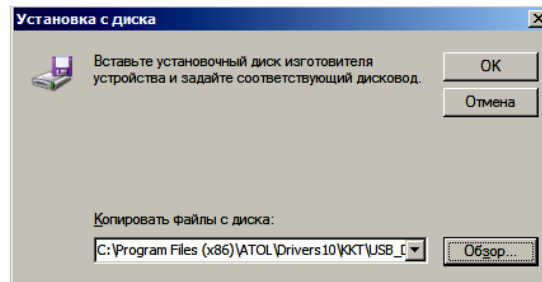 Установка с диска
Вставьте установочный диск изготовителя
устройства и задайте соответствующий дисковод.
OK
Отмена
Копировать файлы с диска:
C:\Program Files (x86)\ATOL\Drivers10\KKT\USB_D
Обзор...